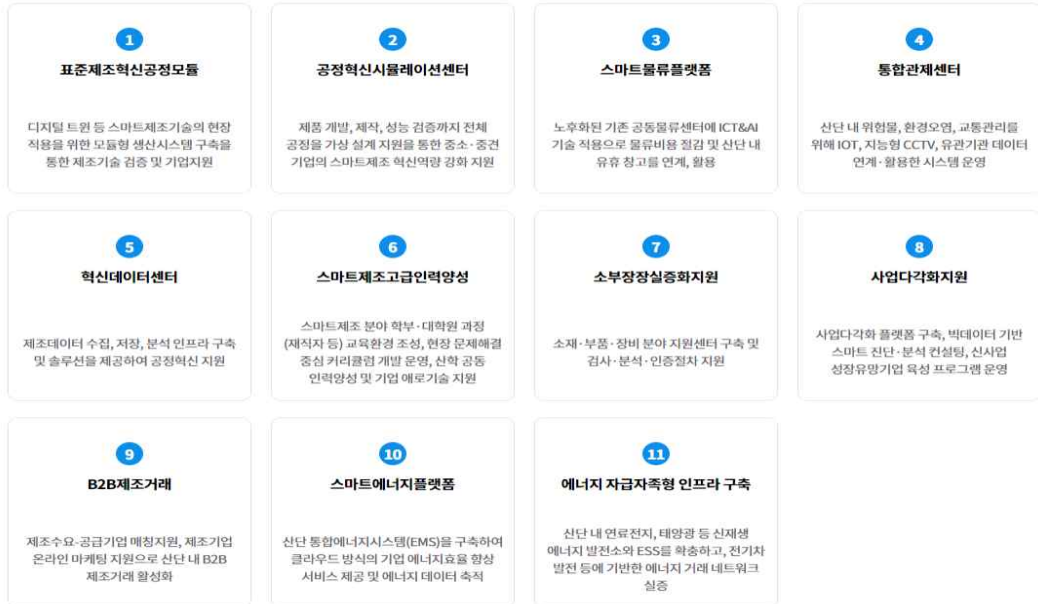 1
표준제조혁신공정모듈
디지털 트윈 등 스마트제조기술의 현장
적용을 위한 모듈형 생산시스템 구축을
통한 제조기술 검증 및 기업지원
2
공정혁신시뮬레이션센터
제품 개발, 제작, 성능 검증까지 전체
공정을 가상 설계 지원을 통한 중소·중견
기업의 스마트제조 혁신역량 강화 지원
3
스마트물류플랫폼
노후화된 기존 공동물류센터에 ICT&AI
기술 적용으로 물류비용 절감 및 산단 내
유휴 창고를 연계, 활용
4
통합관제센터
산단 내 위험물, 환경오염, 교통관리를
위해 IOT, 지능형 CCTV, 유관기관 데이터
연계·활용한 시스템 운영
5
혁신데이터센터
제조데이터 수집, 저장, 분석 인프라 구축
및 솔루션을 제공하여 공정혁신 지원
6
스마트제조고급인력양성
스마트제조 분야 학부·대학원 과정
(재직자 등) 교육환경 조성, 현장 문제해결
중심 커리큘럼 개발 운영, 산학 공동
인력양성 및 기업 애로기술 지원
7
소부장장실증화지원
소재·부품·장비 분야 지원센터 구축 및
검사·분석·인증절차 지원
8
사업다각화지원
사업다각화 플랫폼 구축, 빅데이터 기반
스마트 진단·분석 컨설팅, 신사업
성장유망기업 육성 프로그램 운영
9
B2B제조거래
제조수요-공급기업 매칭지원, 제조기업
온라인 마케팅 지원으로 산단 내 B2B
제조거래 활성화
10
스마트에너지플랫폼
산단 통합에너지시스템(EMS)을 구축하여
클라우드 방식의 기업 에너지효율 향상
서비스 제공 및 에너지 데이터 축적
11
에너지 자급자족형 인프라 구축
산단 내 연료전지, 태양광 등 신재생
에너지 발전소와 ESS를 확충하고, 전기차
발전 등에 기반한 에너지 거래 네트워크
실증